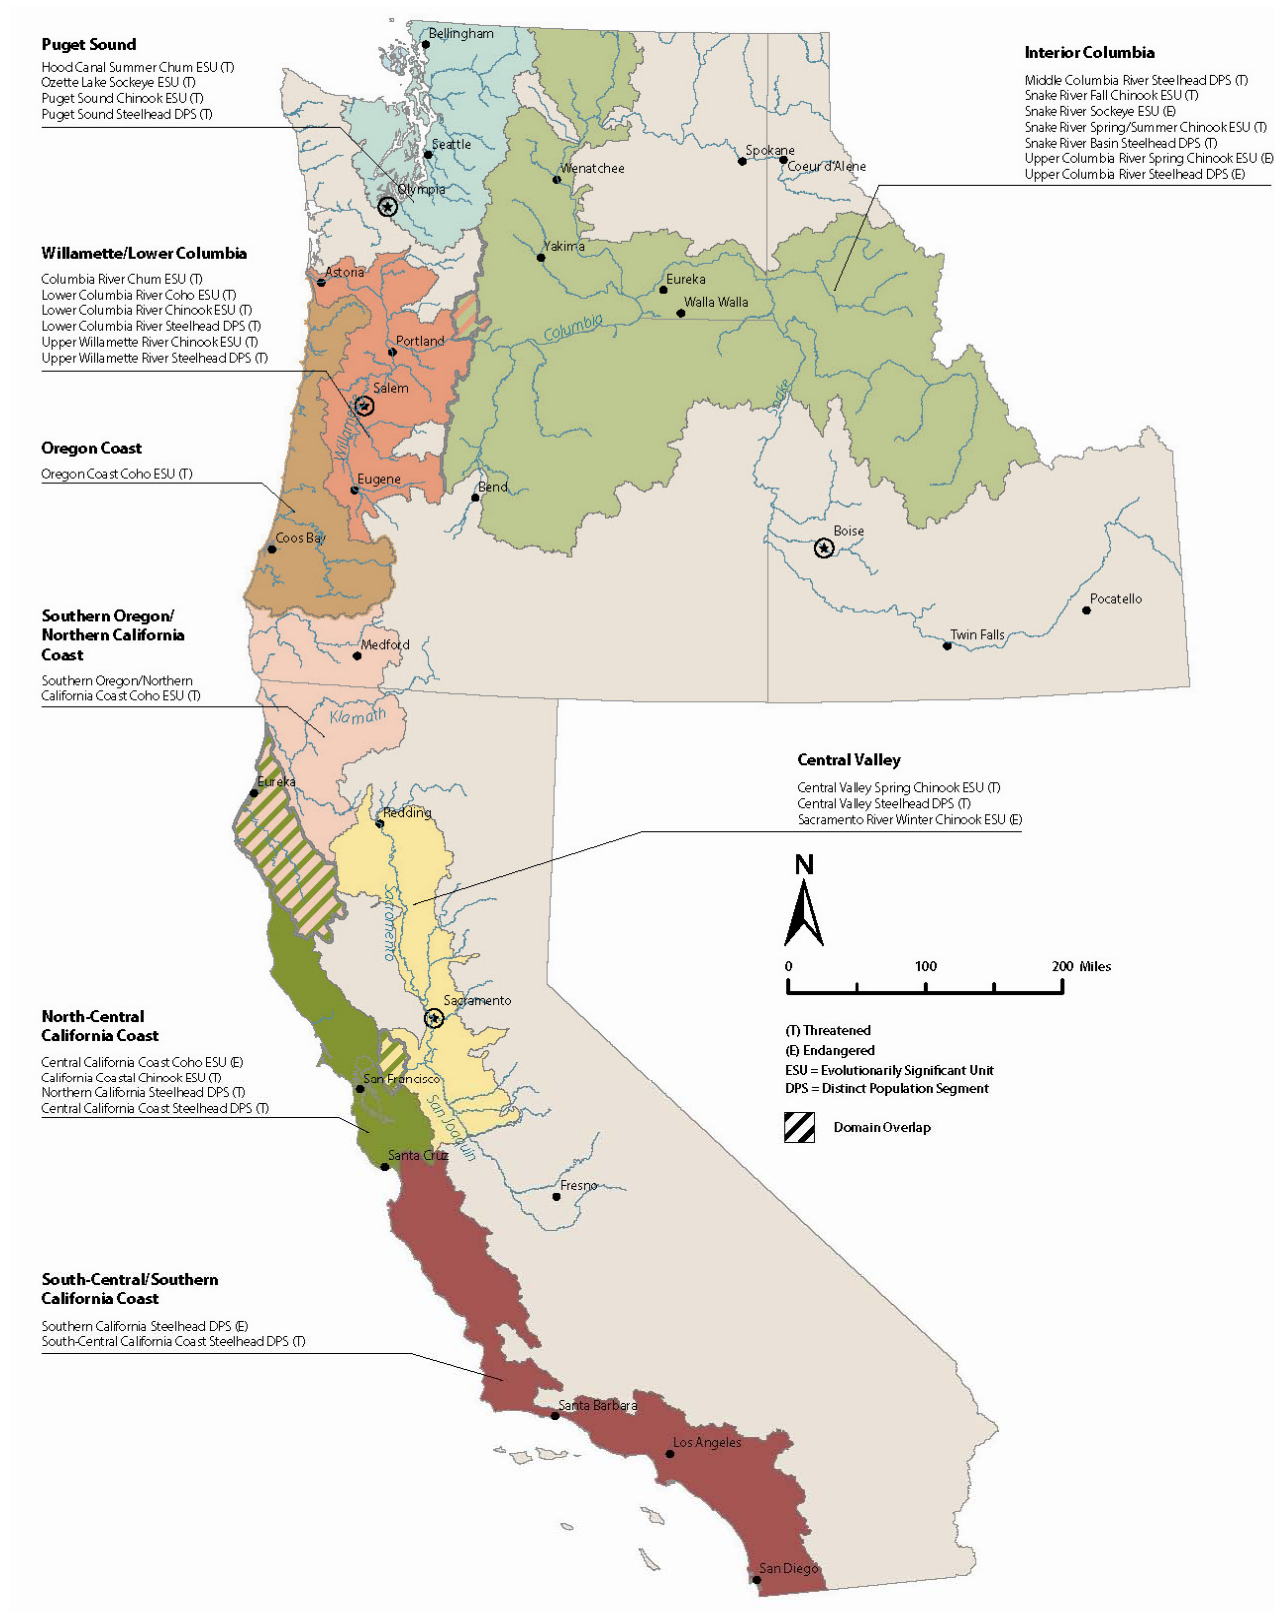 Puget Sound
Hood Canal Summer Chum ESU (T)
Ozette Lake Sockeye ESU (T)
Puget Sound Chinook ESU (T)
Puget Sound Steelhead DPS (T)
Interior Columbia
Middle Columbia River Steelhead DPS (T)
Snake River Fall Chinook ESU (T)
Snake River Sockeye ESU (E)
Snake River Spring/Summer Chinook ESU (T)
Snake River Basin Steelhead DPS (T)
Upper Columbia River Spring Chinook ESU (E)
Upper Columbia River Steelhead DPS (E)
Willamette/Lower Columbia
Columbia River Chum ESU (T)
Lower Columbia River Coho ESU (T)
Lower Columbia River Chinook ESU (T)
Lower Columbia River Steelhead DPS (T)
Upper Willamette River Chinook ESU (T)
Upper Willamette River Steelhead DPS (T)
Oregon Coast
Oregon Coast Coho ESU (T)
Southern Oregon/
Northern California
Coast
Southern Oregon/Northern
California Coast Coho ESU (T)
Central Valley
Central Valley Spring Chinook ESU (T)
Central Valley Steelhead DPS (T)
Sacramento River Winter Chinook ESU (E)
North-Central
California Coast
Central California Coast Coho ESU (E)
California Coastal Chinook ESU (T)
Northern California Steelhead DPS (T)
Central California Coast Steelhead DPS (T)
South-Central/Southern
California Coast
Southern California Steelhead DPS (E)
South-Central California Coast Steelhead DPS (T)
Bellingham
Seattle
Olympia
Wenatchee
Spokane
Coeur d'Alene
Yakima
Eureka
Walla Walla
Astoria
Columbia
Portland
Salem
Willamette
Snake
Eugene
Bend
Coos Bay
Boise
Pocatello
Twin Falls
Medford
Klamath
Eureka
Redding
Sacramento
Sacramento
San Francisco
San Joaquin
Santa Cruz
Fresno
Santa Barbara
Los Angeles
San Diego
N
0 100 200 Miles
(T) Threatened
(E) Endangered
ESU = Evolutionarily Significant Unit
DPS = Distinct Population Segment
Domain Overlap